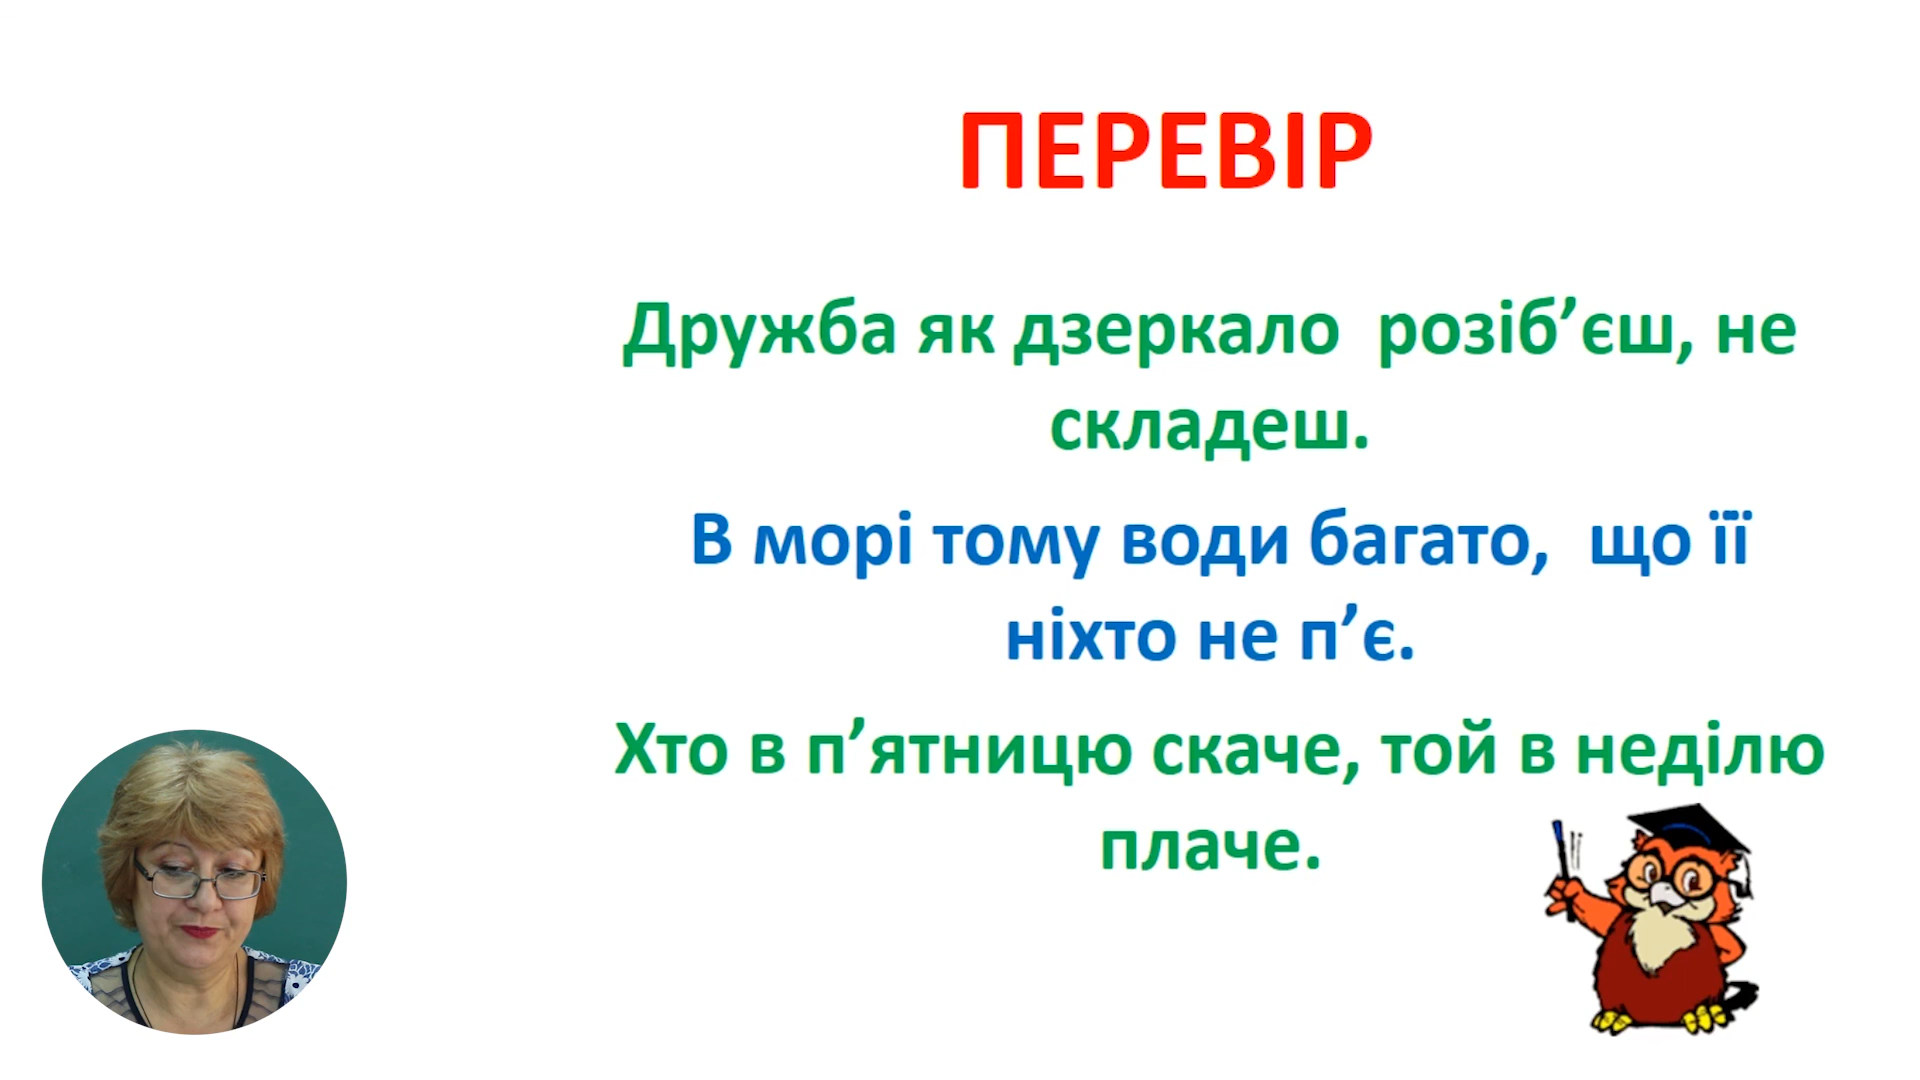 ПЕРЕВІР
Дружба як дзеркало  розіб’єш, не
складеш.
В морі тому води багато,  що її
ніхто не п’є.
Хто в п’ятницю скаче, той в неділю
плаче.